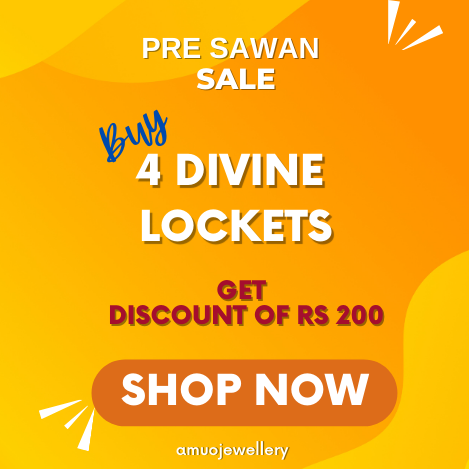 PRE SAWAN
SALE
Buy
4 DIVINE
LOCKETS
GET
DISCOUNT OF RS 200
SHOP NOW
amuojewellery